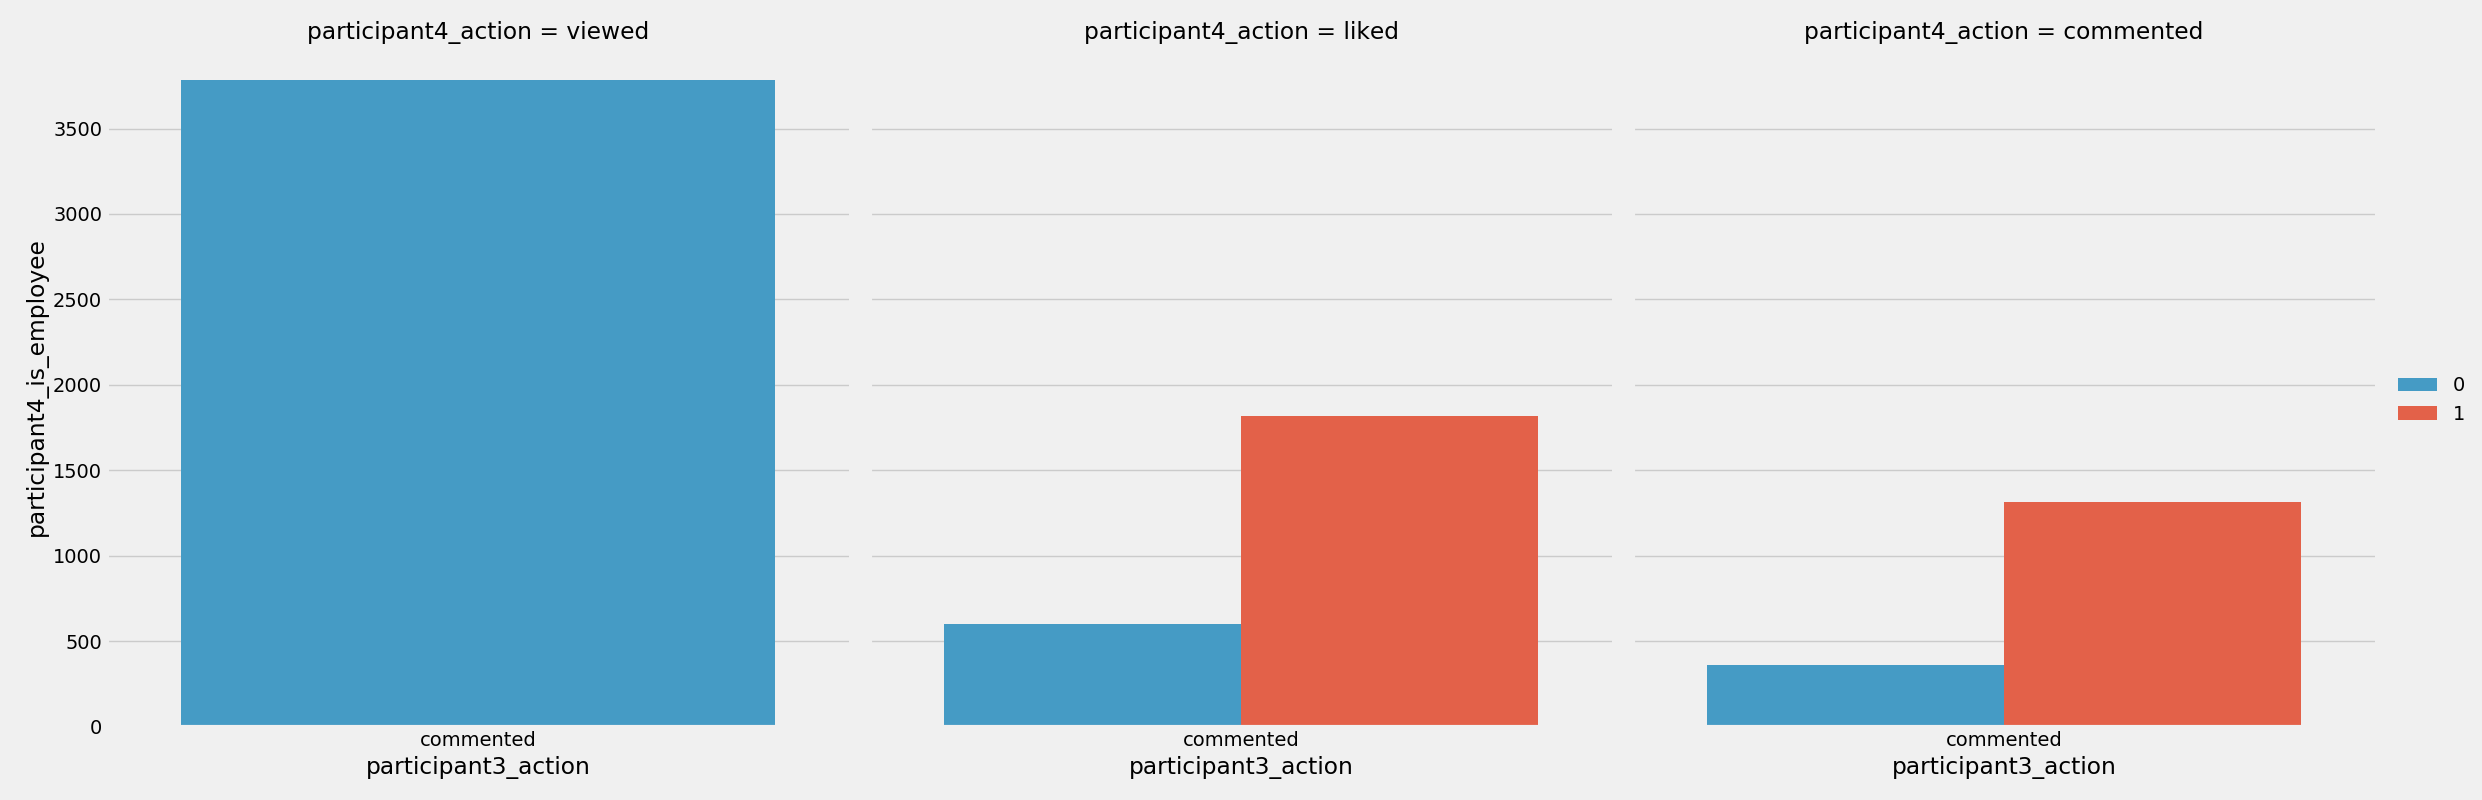 participant4_action = viewed
participant4_action = liked
participant4_action = commented
participant4_is_employee
3500
3000
2500
2000
1500
1000
500
0
commented
commented
commented
participant3_action
participant3_action
participant3_action
0
1